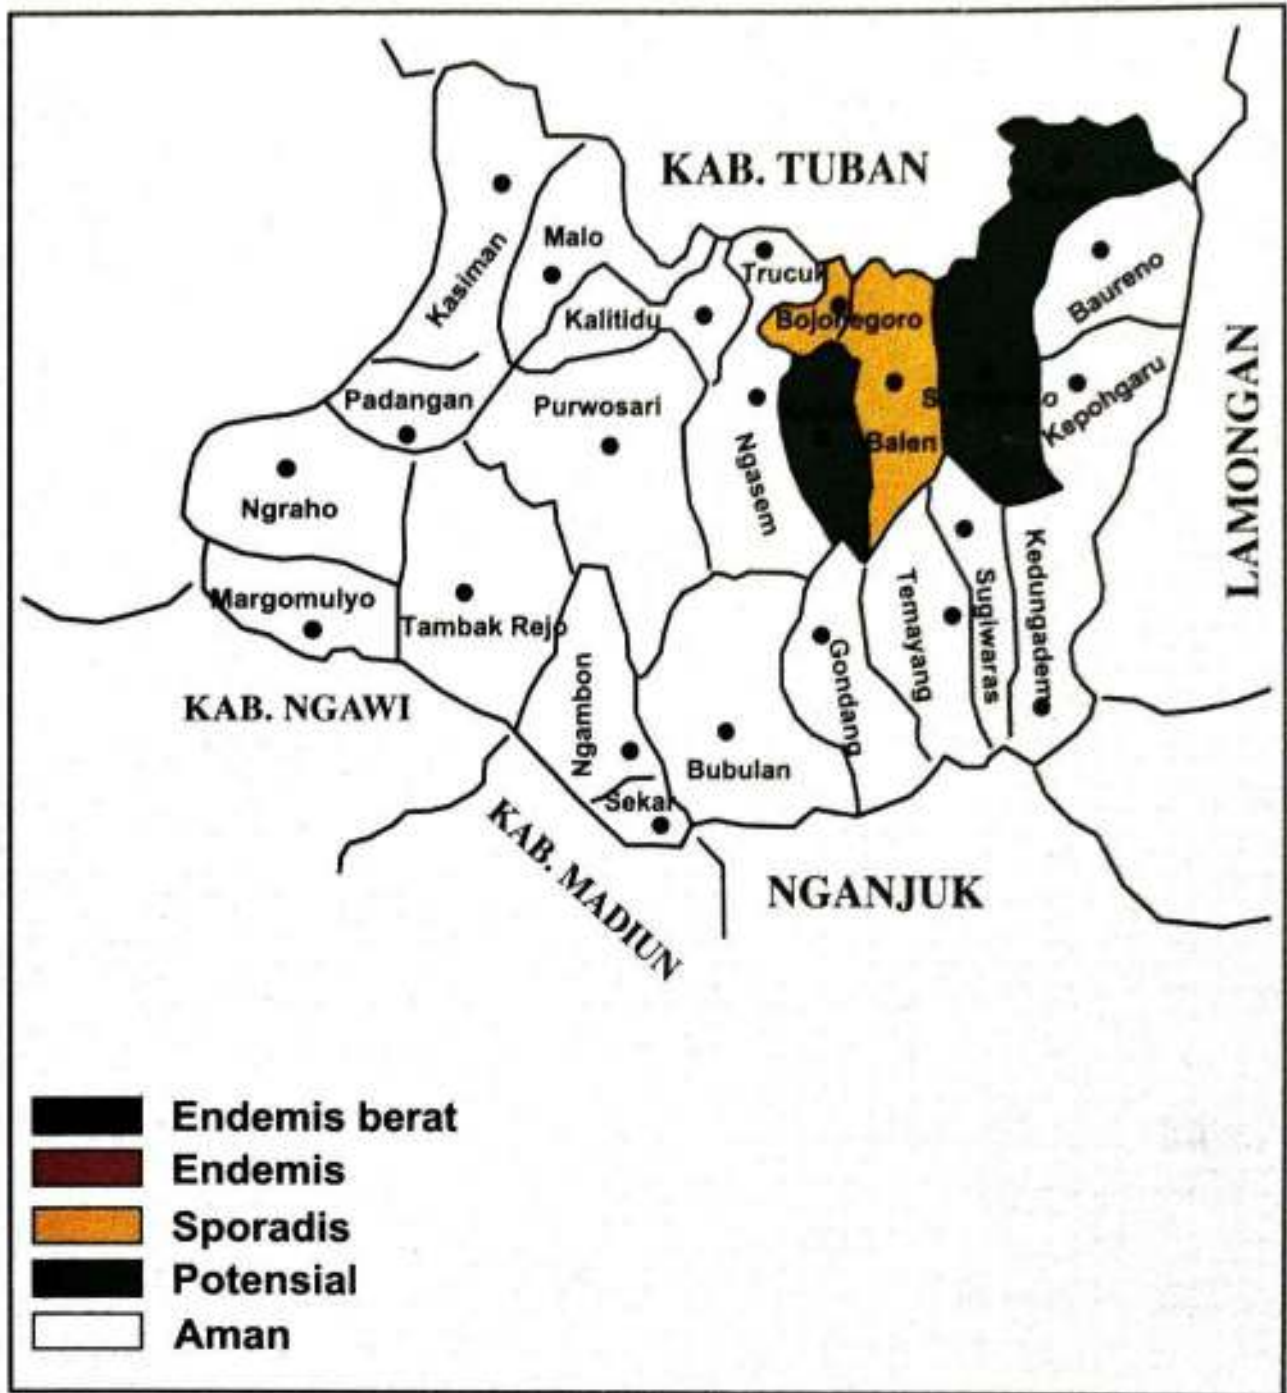 KAB. TUBAN
Malo
Kasiman
Trucuk
Baureno
Kalitidu
Bojonegoro
Padangan
Purwosari
Kepohgaru
Balen
Ngasem
LAMONGAN
Ngraho
Kedungadem
Sugiwaras
Temayang
Margomulyo
Tambak Rejo
Gondang
KAB. NGAWI
Ngambon
Bubulan
Sekar
KAB. MADIUN
NGANJUK
Endemis berat
Endemis
Sporadis
Potensial
Aman